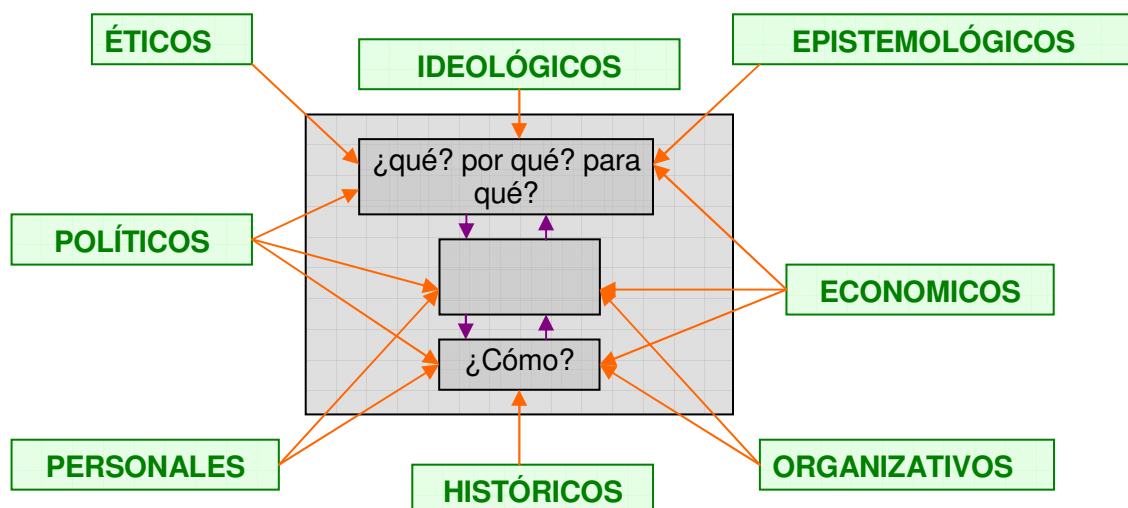 ÉTICOS
IDEOLÓGICOS
EPISTEMOLÓGICOS
¿qué? por qué? para
qué?
POLÍTICOS
ECONOMICOS
¿Cómo?
PERSONALES
HISTÓRICOS
ORGANIZATIVOS